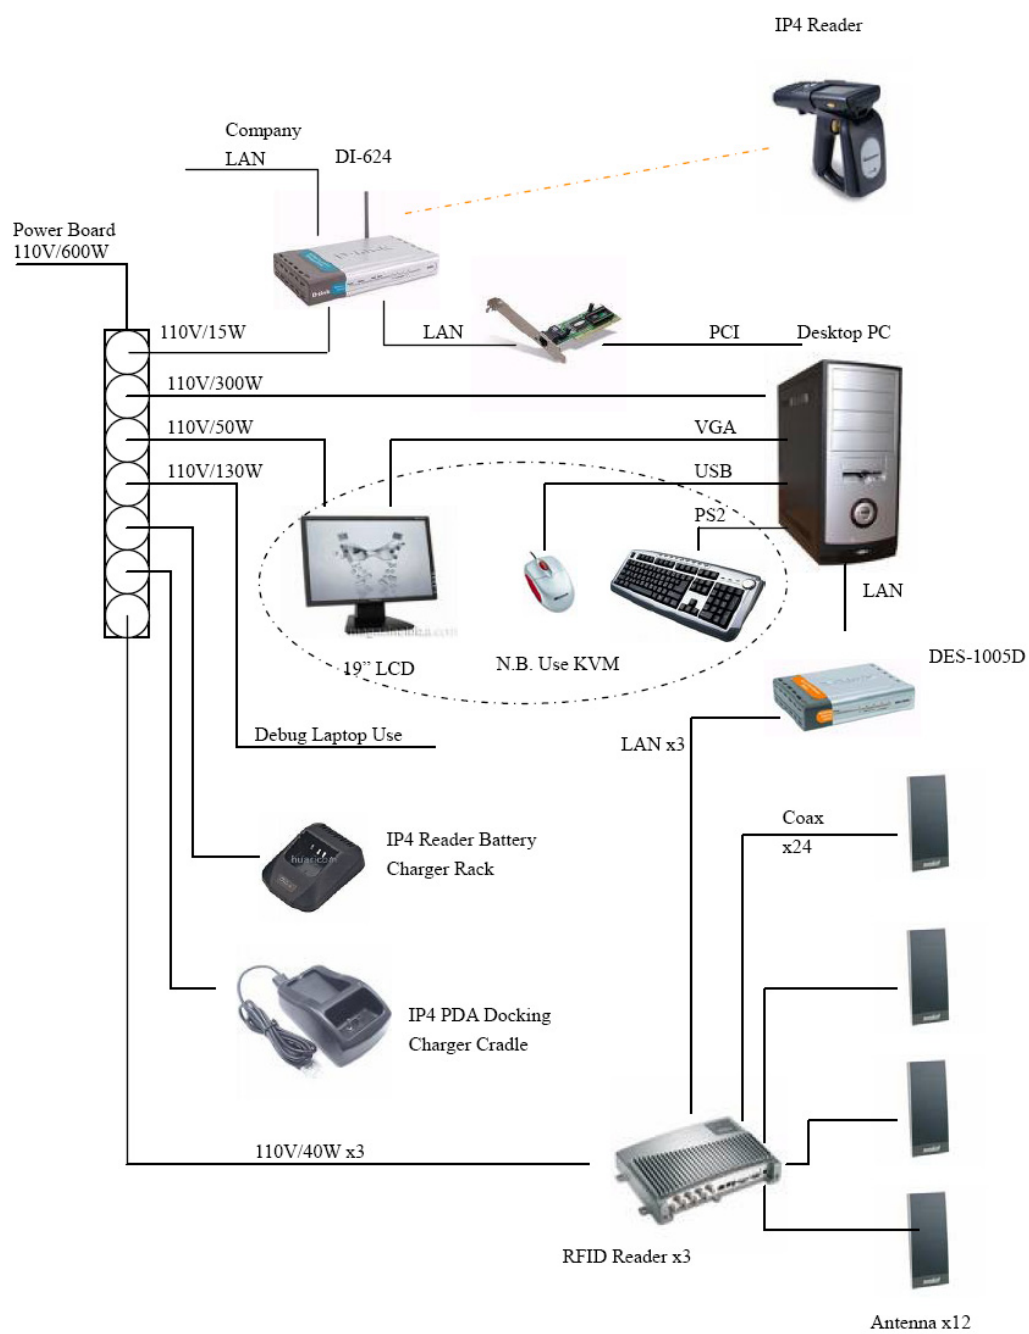 IP4 Reader
Company
LAN
DI-624
Power Board
110V/600W
D-Link
D-Link
110V/15W
LAN
PCI
Desktop PC
110V/300W
110V/50W
VGA
110V/130W
USB
PS2
LAN
19” LCD
N.B. Use KVM
DES-1005D
Debug Laptop Use
LAN x3
Coax
x24
IP4 Reader Battery
Charger Rack
IP4 PDA Docking
Charger Cradle
110V/40W x3
RFID Reader x3
Antenna x12